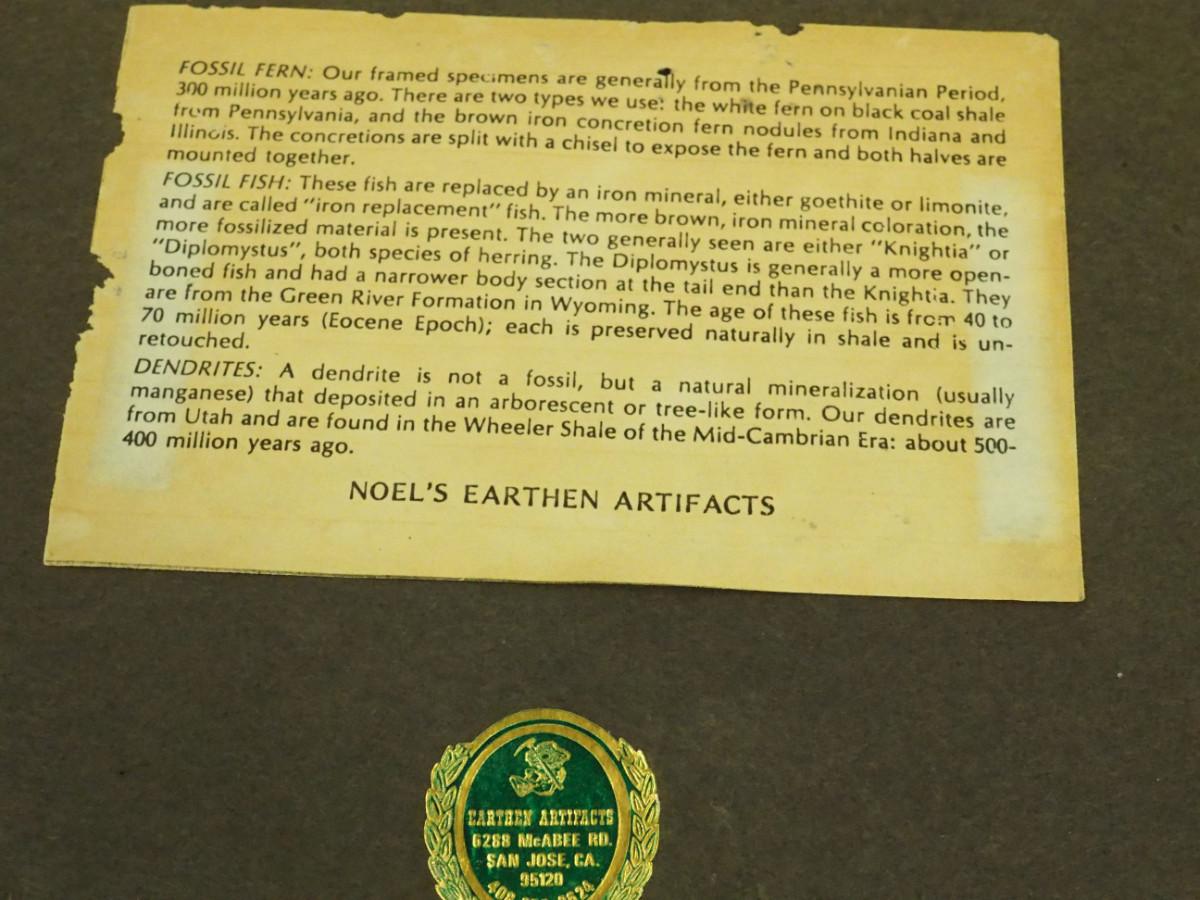 FOSSIL FERN: Our framed specimens are generally from the Pennsylvanian Period,
300 million years ago. There are two types we use: the white fern on black coal shale
from Pennsylvania, and the brown iron concretion fern nodules from Indiana and
Illinois. The concretions are split with a chisel to expose the fern and both halves are
mounted together.
FOSSIL FISH: These fish are replaced by an iron mineral, either goethite or limonite,
and are called "iron replacement" fish. The more brown, iron mineral coloration, the
more fossilized material is present. The two generally seen are either "Knightia" or
"Diplomystus", both species of herring. The Diplomystus is generally a more open-
boned fish and had a narrower body section at the tail end than the Knightia. They
are from the Green River Formation in Wyoming. The age of these fish is from 40 to
70 million years (Eocene Epoch); each is preserved naturally in shale and is un-
retouched.
DENDRITES: A dendrite is not a fossil, but a natural mineralization (usually
manganese) that deposited in an arborescent or tree-like form. Our dendrites are
from Utah and are found in the Wheeler Shale of the Mid-Cambrian Era: about 500-
400 million years ago.
NOEL'S EARTHEN ARTIFACTS
EARTHEN ARTIFACTS
6288 McABEE RD.
SAN JOSE, CA.
95120